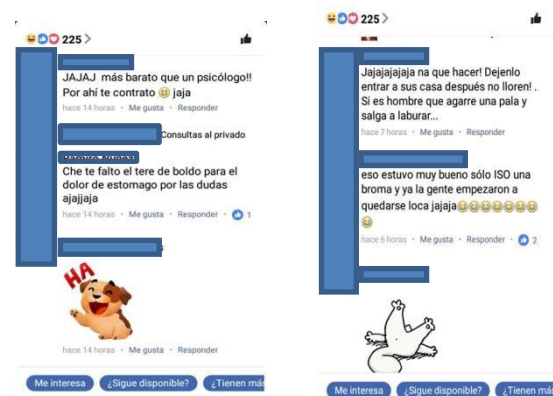 225
JAJAJ más barato que un psicólogo!!
Por ahí te contrato jaja
hace 14 horas • Me gusta • Responder
Consultas al privado
Che te falto el tere de boldo para el
dolor de estomago por las dudas
ajajjaja
hace 14 horas • Me gusta • Responder • 1
HA
hace 14 horas • Me gusta • Responder
Me interesa
¿Sigue disponible?
¿Tienen más
225
Jajajajajaja na que hacer! Dejenlo
entrar a sus casa después no lloren! .
Si es hombre que agarre una pala y
salga a laburar...
hace 7 horas • Me gusta • Responder
eso estuvo muy bueno sólo ISO una
broma y ya la gente empezaron a
quedarse loca jajaja
hace 6 horas • Me gusta • Responder • 2
Me interesa
¿Sigue disponible?
¿Tienen más